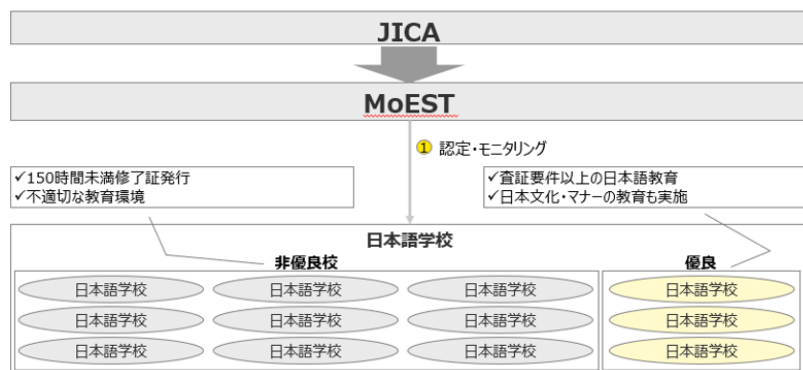 JICA
MoEST
1 認定・モニタリング
✓150時間未満修了証発行
✓不適切な教育環境
✓査証要件以上の日本語教育
✓日本文化・マナーの教育も実施
日本語学校
非優良校
優良
日本語学校 日本語学校 日本語学校 日本語学校
日本語学校 日本語学校 日本語学校 日本語学校
日本語学校 日本語学校 日本語学校 日本語学校